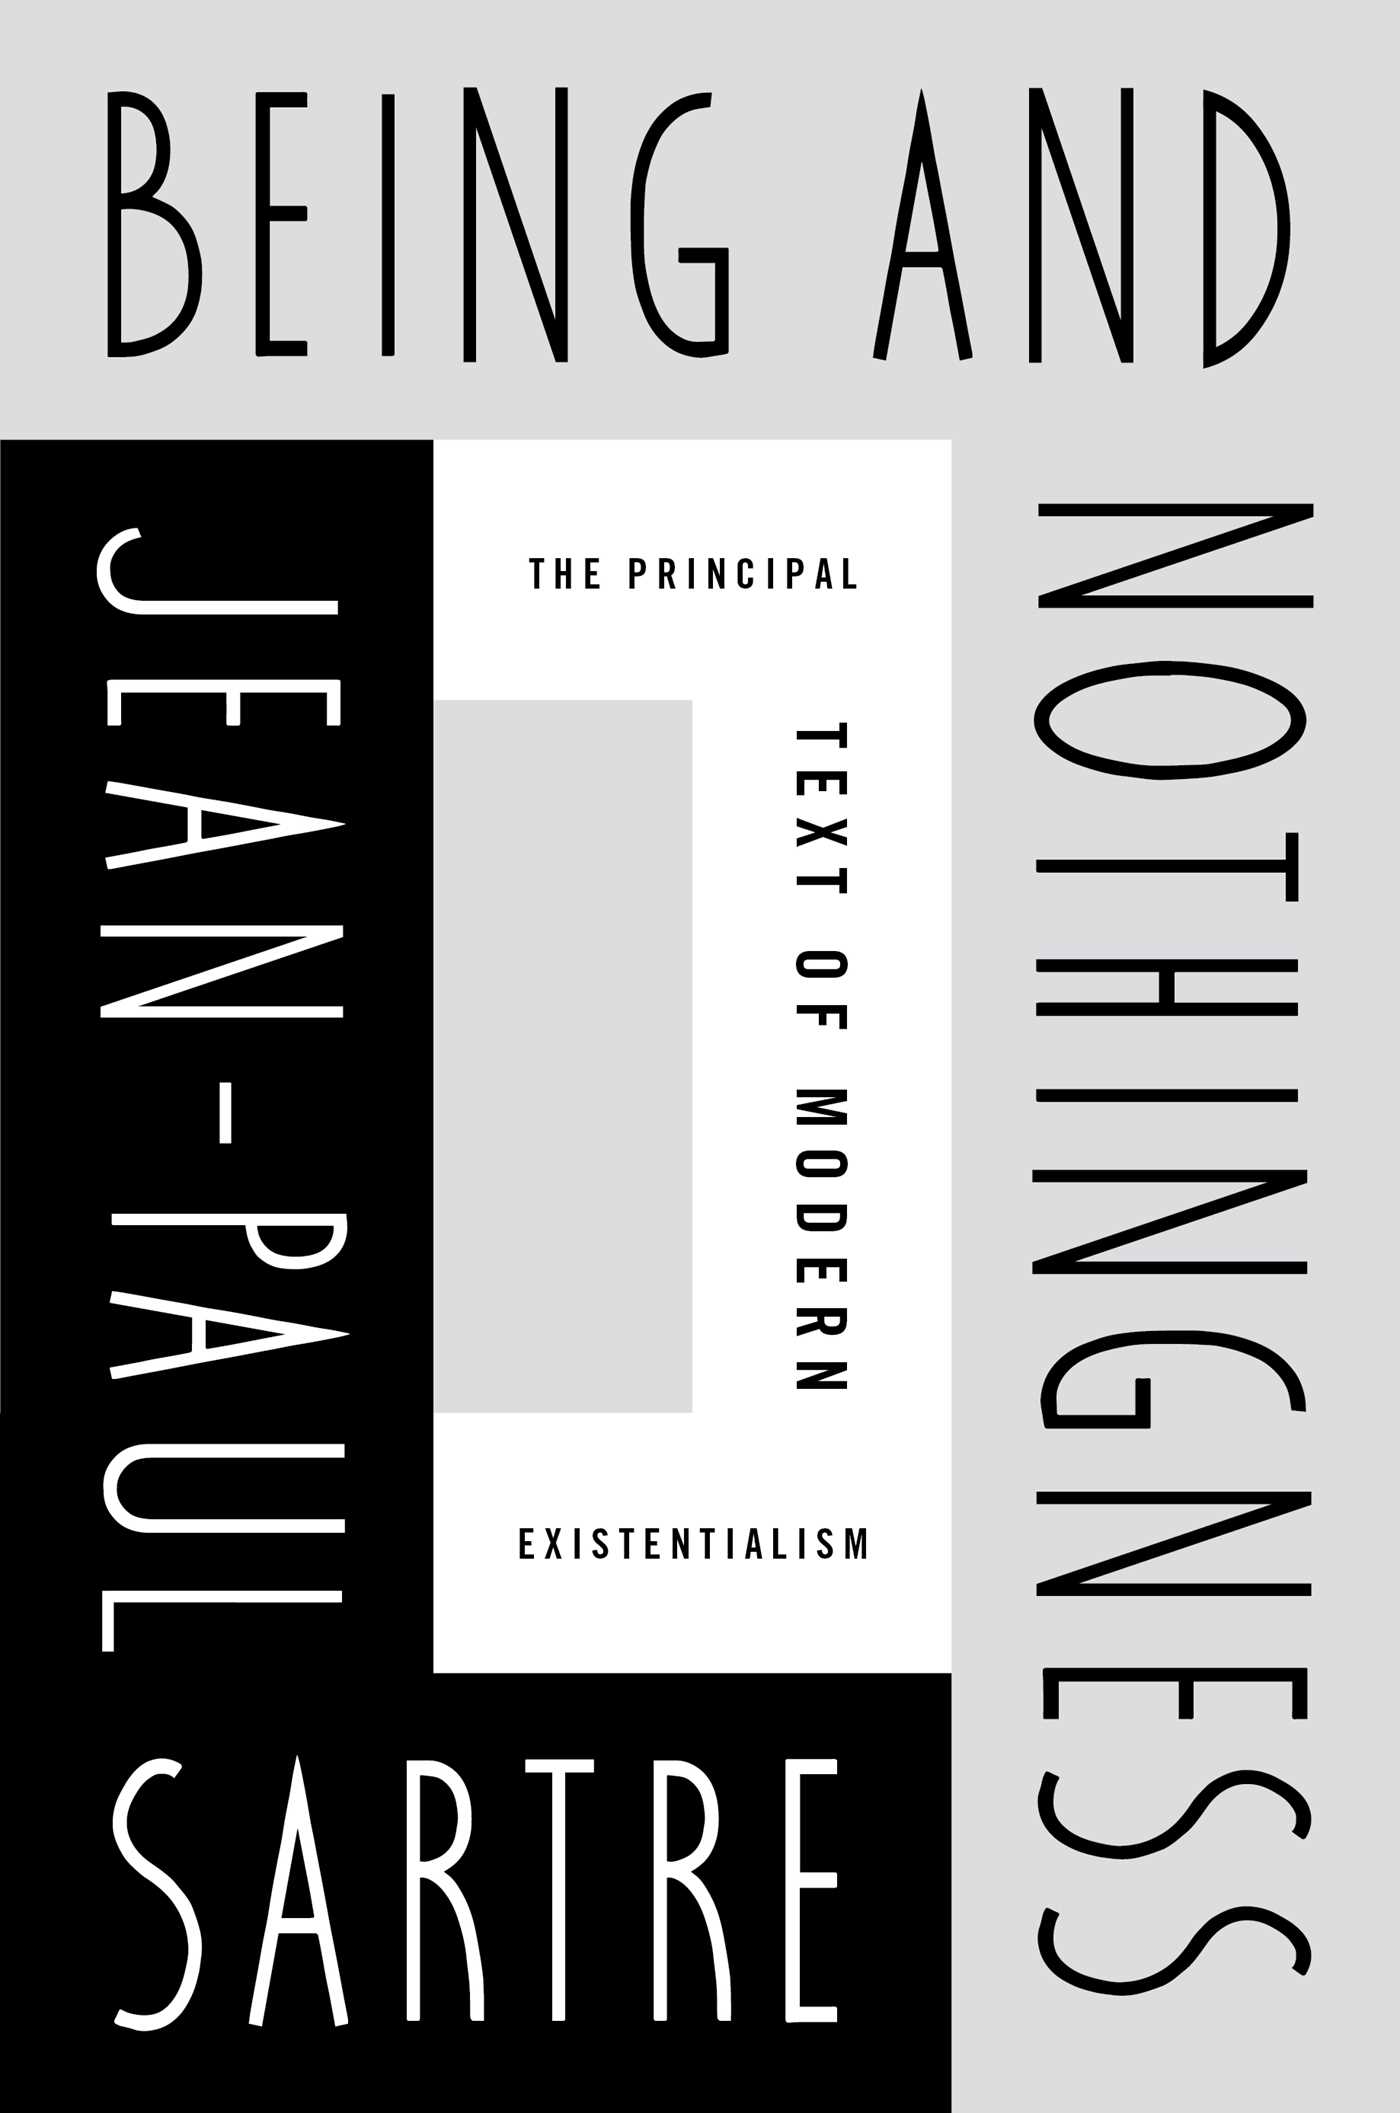 BEING AND
NOTHINGNESS
THE PRINCIPAL
TEXT OF MODERN
EXISTENTIALISM
JEAN-PAUL
SARTRE